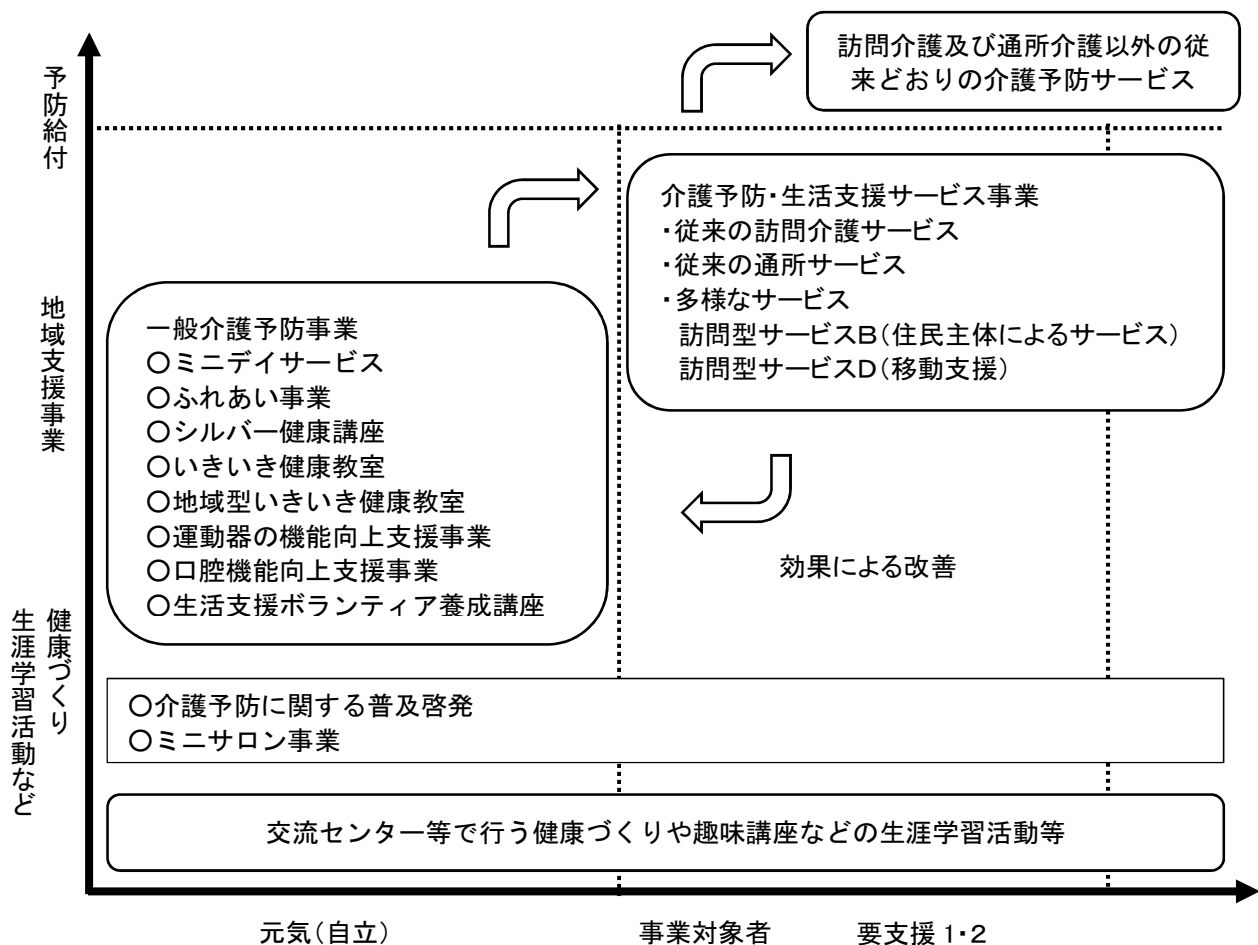 訪問介護及び通所介護以外の従
来どおりの介護予防サービス
予防給付
介護予防・生活支援サービス事業
・従来の訪問介護サービス
・従来の通所サービス
・多様なサービス
訪問型サービスB(住民主体によるサービス)
訪問型サービスD(移動支援)
地域支援事業
一般介護予防事業
○ミニデイサービス
○ふれあい事業
○シルバー健康講座
○いきいき健康教室
○地域型いきいき健康教室
○運動器の機能向上支援事業
○口腔機能向上支援事業
○生活支援ボランティア養成講座
効果による改善
健康づくり
生涯学習活動など
○介護予防に関する普及啓発
○ミニサロン事業
交流センター等で行う健康づくりや趣味講座などの生涯学習活動等
元気(自立)
事業対象者
要支援1・2